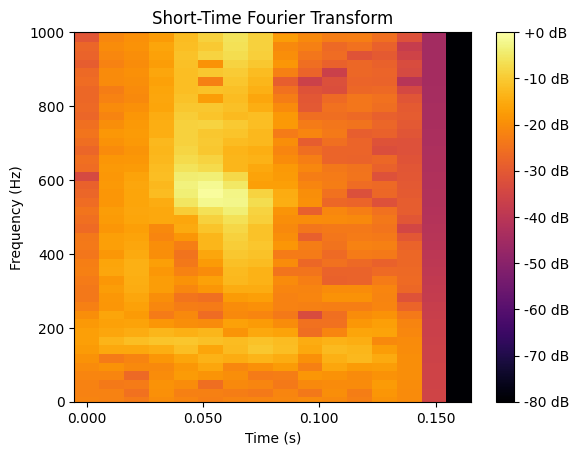 Short-Time Fourier Transform
1000
800
600
400
200
0
Frequency (Hz)
0.000
0.050
0.100
0.150
Time (s)
+0 dB
-10 dB
-20 dB
-30 dB
-40 dB
-50 dB
-60 dB
-70 dB
-80 dB